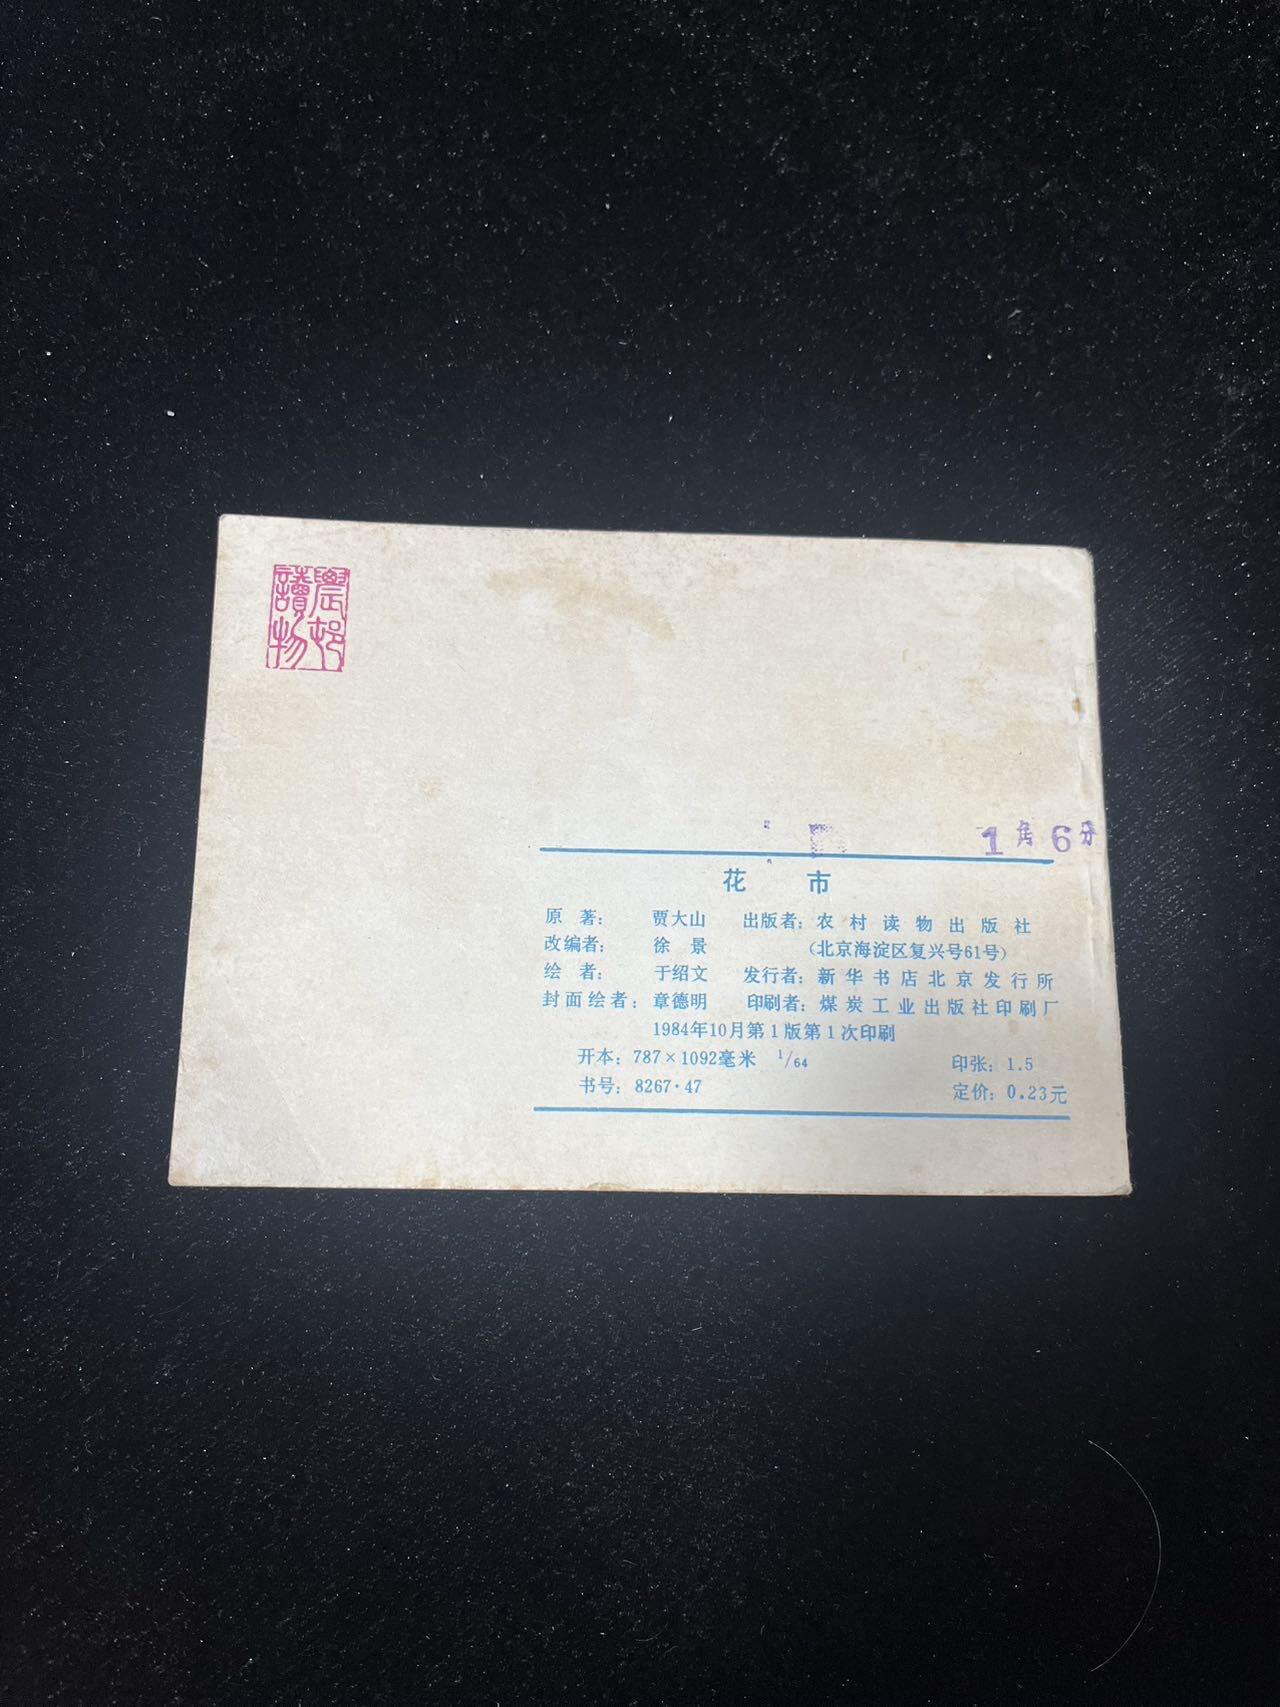 農邨
讀物
1角6分
花 市
原 著: 贾大山 出版者: 农村读物出版社
改编者: 徐 景 (北京海淀区复兴号61号)
绘 者: 于绍文 发行者: 新华书店北京发行所
封面绘者: 章德明 印刷者: 煤炭工业出版社印刷厂
1984年10月第1版第1次印刷
开本: 787×1092毫米 1/64 印张: 1.5
书号: 8267·47 定价: 0.23元